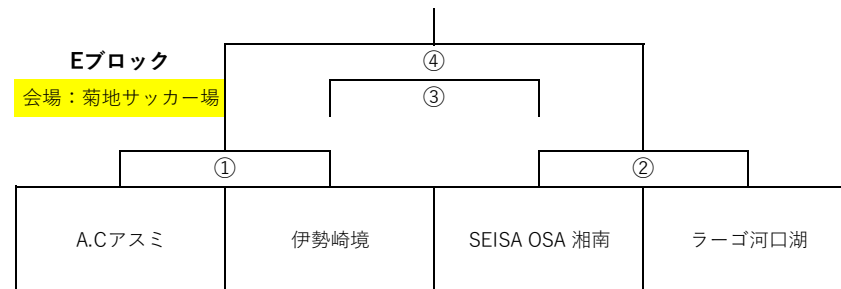 Eブロック
④
会場:菊地サッカー場
③
①
②
A.Cアスミ
伊勢崎境
SEISA OSA 湘南
ラーゴ河口湖